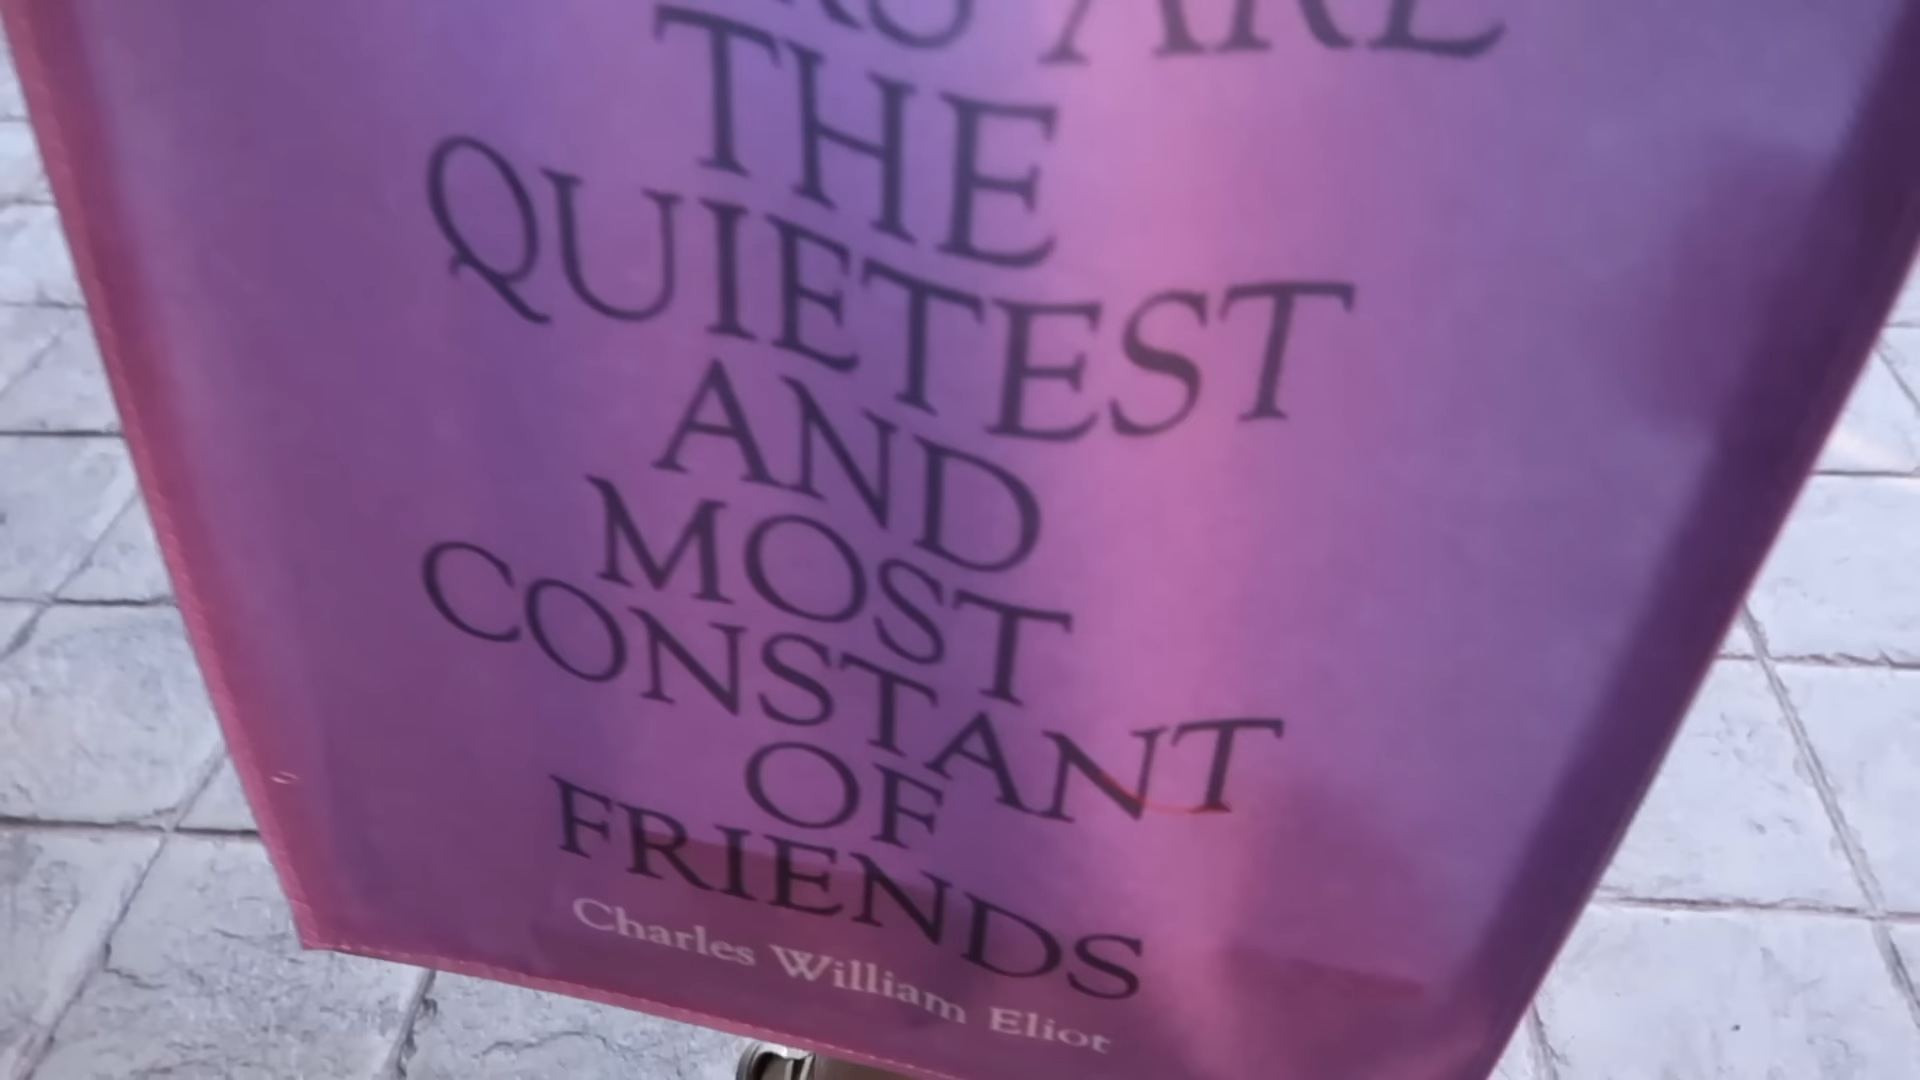 ARE
THE
QUIETEST
AND
MOST
CONSTANT
OF
FRIENDS
Charles William Eliot